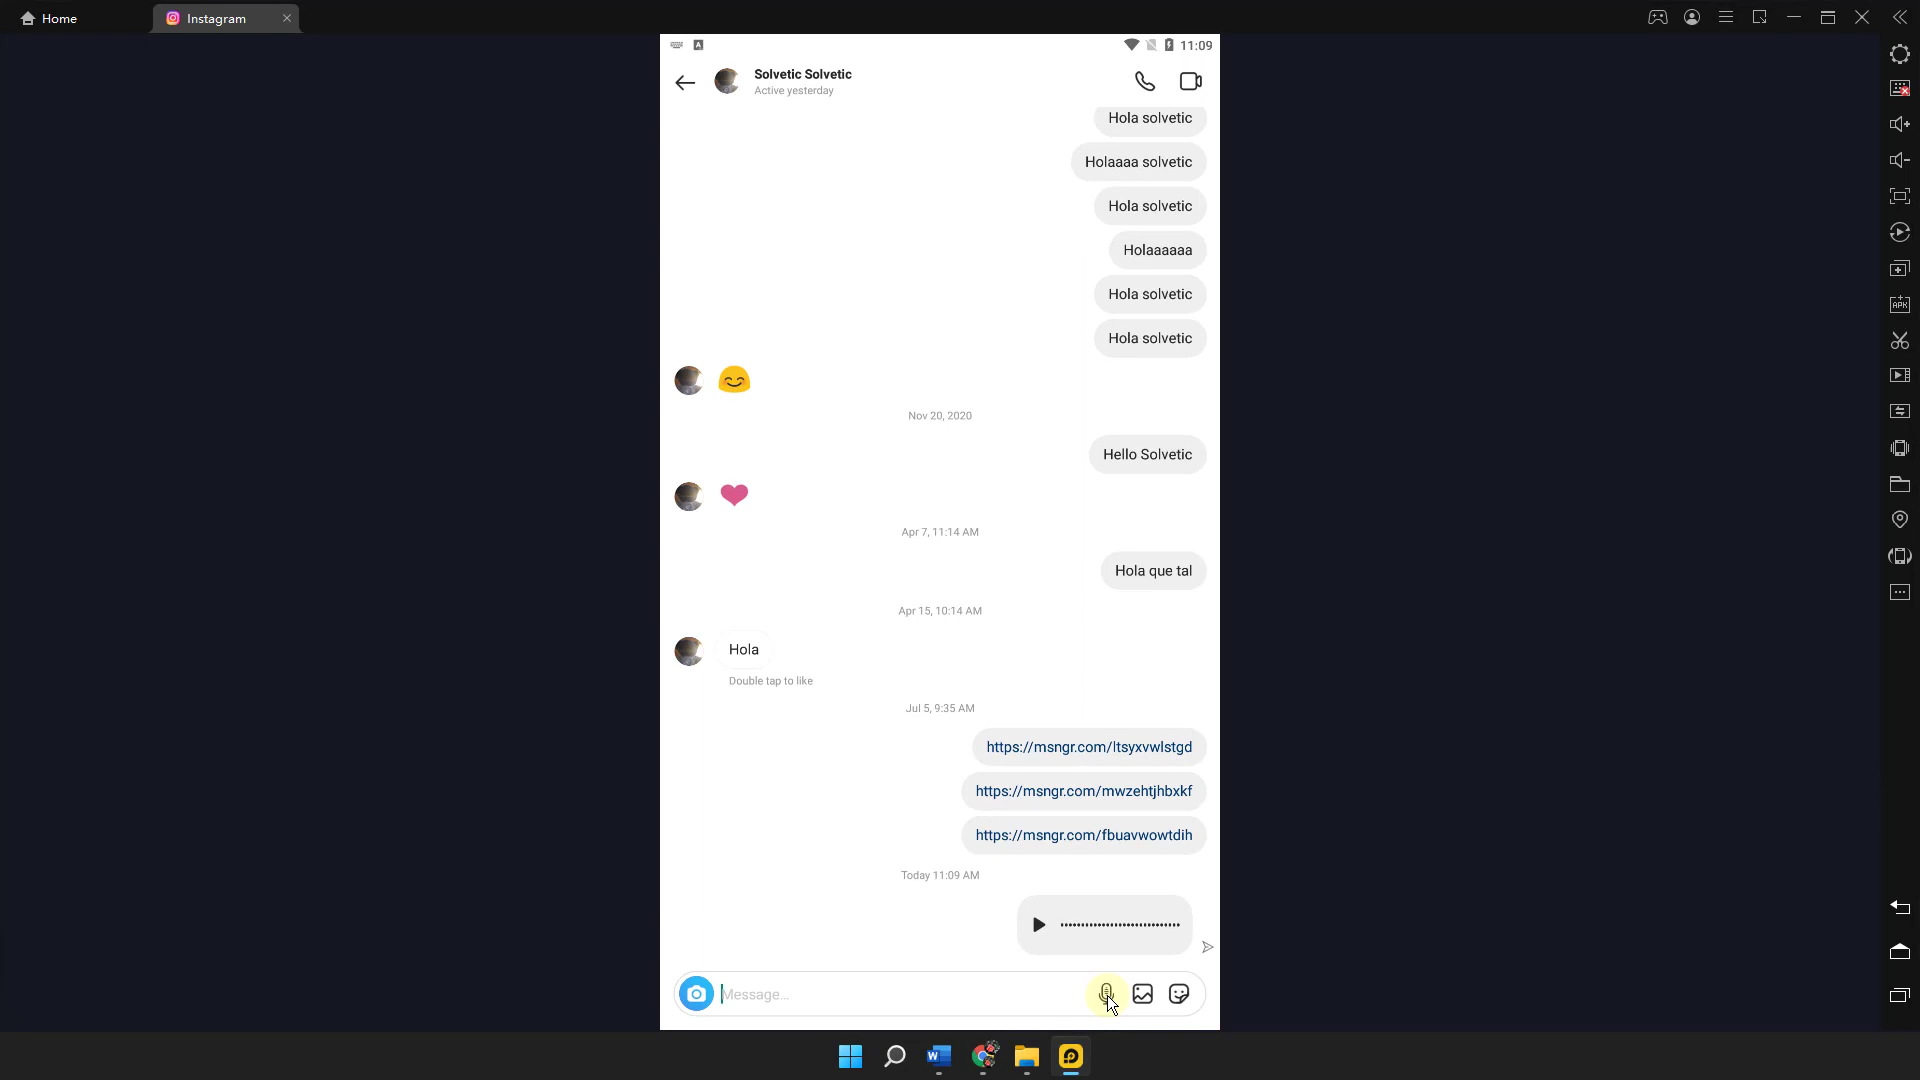 Home
Instagram
A
11:09
Solvetic Solvetic
Active yesterday
Hola solvetic
Holaaaa solvetic
Hola solvetic
Holaaaaaa
Hola solvetic
Hola solvetic
Nov 20, 2020
Hello Solvetic
Apr 7, 11:14 AM
Hola que tal
Apr 15, 10:14 AM
Hola
Double tap to like
Jul 5, 9:35 AM
https://msngr.com/ltsyxvwlstgd
https://msngr.com/mwzehtjhbxkf
https://msngr.com/fbuavwowtdih
Today 11:09 AM
Message...
APK
W